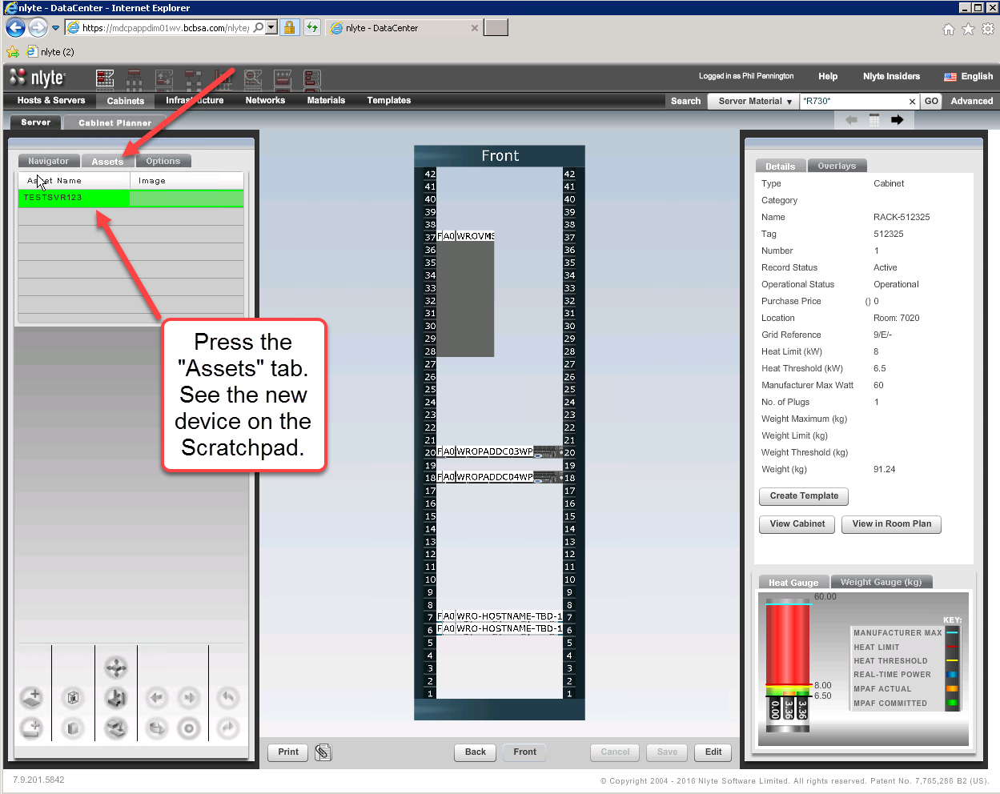 nlyte - DataCenter - Internet Explorer
https://mdcpappdim01wv.bcbsa.com/nlyte/
nlyte - DataCenter
nlyte (2)
nlyte
Logged in as Phil Pennington
Help
Nlyte Insiders
English
Hosts & Servers
Cabinets
Infrastructure
Networks
Materials
Templates
Search
Server Material
*R730*
GO
Advanced
Server
Cabinet Planner
Navigator
Assets
Options
Asset Name
Image
TESTSVR123
Press the
"Assets" tab.
See the new
device on the
Scratchpad.
Front
42 42
41 41
40 40
39 39
38 38
37 F A0 WROVMS 37
36 36
35 35
34 34
33 33
32 32
31 31
30 30
29 29
28 28
27 27
26 26
25 25
24 24
23 23
22 22
21 21
20 F A0 WROPADDC03WP 20
19 19
18 F A0 WROPADDC04WP 18
17 17
16 16
15 15
14 14
13 13
12 12
11 11
10 10
9 9
8 8
7 F A0 WRO-HOSTNAME-TBD-1 7
6 F A0 WRO-HOSTNAME-TBD-1 6
5 5
4 4
3 3
2 2
1 1
Print
Back
Front
Cancel
Save
Edit
Details
Overlays
Type Cabinet
Category
Name RACK-512325
Tag 512325
Number 1
Record Status Active
Operational Status Operational
Purchase Price () 0
Location Room: 7020
Grid Reference 9/E/-
Heat Limit (kW) 8
Heat Threshold (kW) 6.5
Manufacturer Max Watt 60
No. of Plugs 1
Weight Maximum (kg)
Weight Limit (kg)
Weight Threshold (kg)
Weight (kg) 91.24
Create Template
View Cabinet
View in Room Plan
Heat Gauge
Weight Gauge (kg)
60.00
8.00
6.50
0.00
3.36
3.36
KEY:
MANUFACTURER MAX
HEAT LIMIT
HEAT THRESHOLD
REAL-TIME POWER
MPAF ACTUAL
MPAF COMMITTED
7.9.201.5842
© Copyright 2004 - 2016 Nlyte Software Limited. All rights reserved. Patent No. 7,765,286 B2 (US).